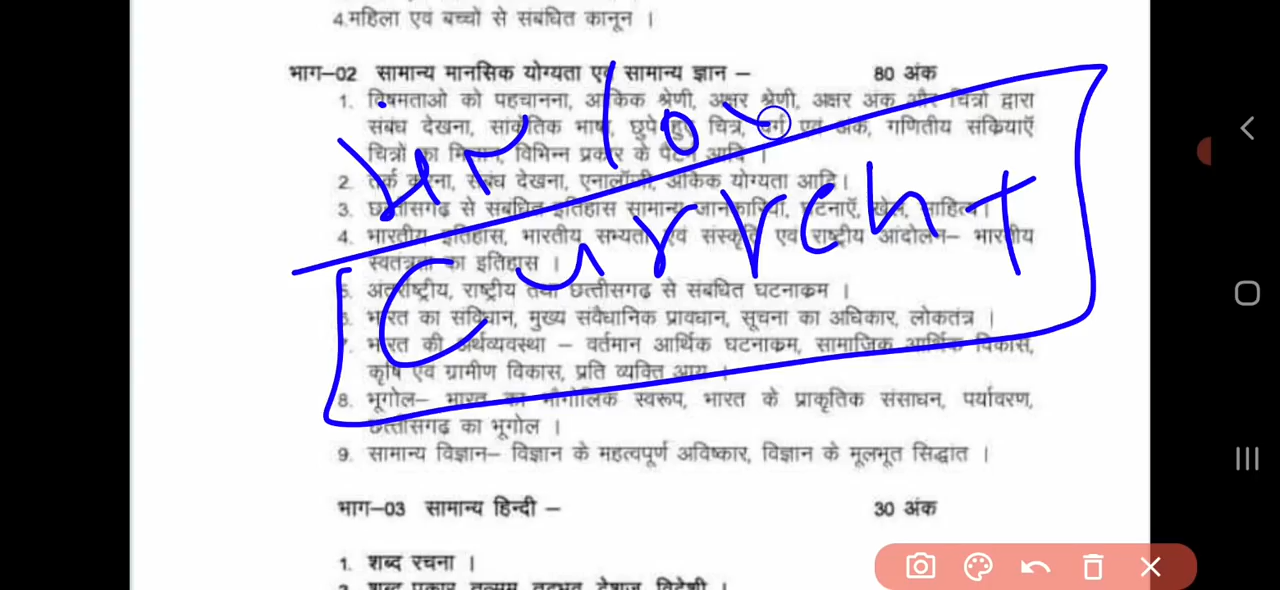 4.महिला एवं बच्चों से संबंधित कानून ।
भाग–02 सामान्य मानसिक योग्यता एवं सामान्य ज्ञान – 80 अंक
1. विषमताओ को पहचानना, आंकिक श्रेणी, अक्षर श्रेणी, अक्षर अंक और चित्रो द्वारा
संबंध देखना, सांकेतिक भाषा, छुपे हुए चित्र, वर्ग एवं अंक, गणितीय संक्रियाऍ
चित्रों का मिलान, विभिन्न प्रकार के पैटर्न आदि ।
2. तर्क करना, संबंध देखना, एनालॉजी, आंकिक योग्यता आदि।
3. छत्तीसगढ़ से संबंधित इतिहास सामान्य जानकारियां, घटनाऍ, खेल, साहित्य।
4. भारतीय इतिहास, भारतीय सभ्यता एवं संस्कृति एवं राष्ट्रीय आंदोलन– भारतीय
स्वतंत्रता का इतिहास ।
5. अंतर्राष्ट्रीय, राष्ट्रीय तथा छत्तीसगढ़ से संबंधित घटनाक्रम ।
6. भारत का संविधान, मुख्य संवैधानिक प्रावधान, सूचना का अधिकार, लोकतंत्र ।
7. भारत की अर्थव्यवस्था – वर्तमान आर्थिक घटनाक्रम, सामाजिक आर्थिक विकास,
कृषि एवं ग्रामीण विकास, प्रति व्यक्ति आय ।
8. भूगोल– भारत का भौगोलिक स्वरूप, भारत के प्राकृतिक संसाधन, पर्यावरण,
छत्तीसगढ़ का भूगोल ।
9. सामान्य विज्ञान– विज्ञान के महत्वपूर्ण अविष्कार, विज्ञान के मूलभूत सिद्धांत ।
भाग–03 सामान्य हिन्दी – 30 अंक
1. शब्द रचना ।
10
Current